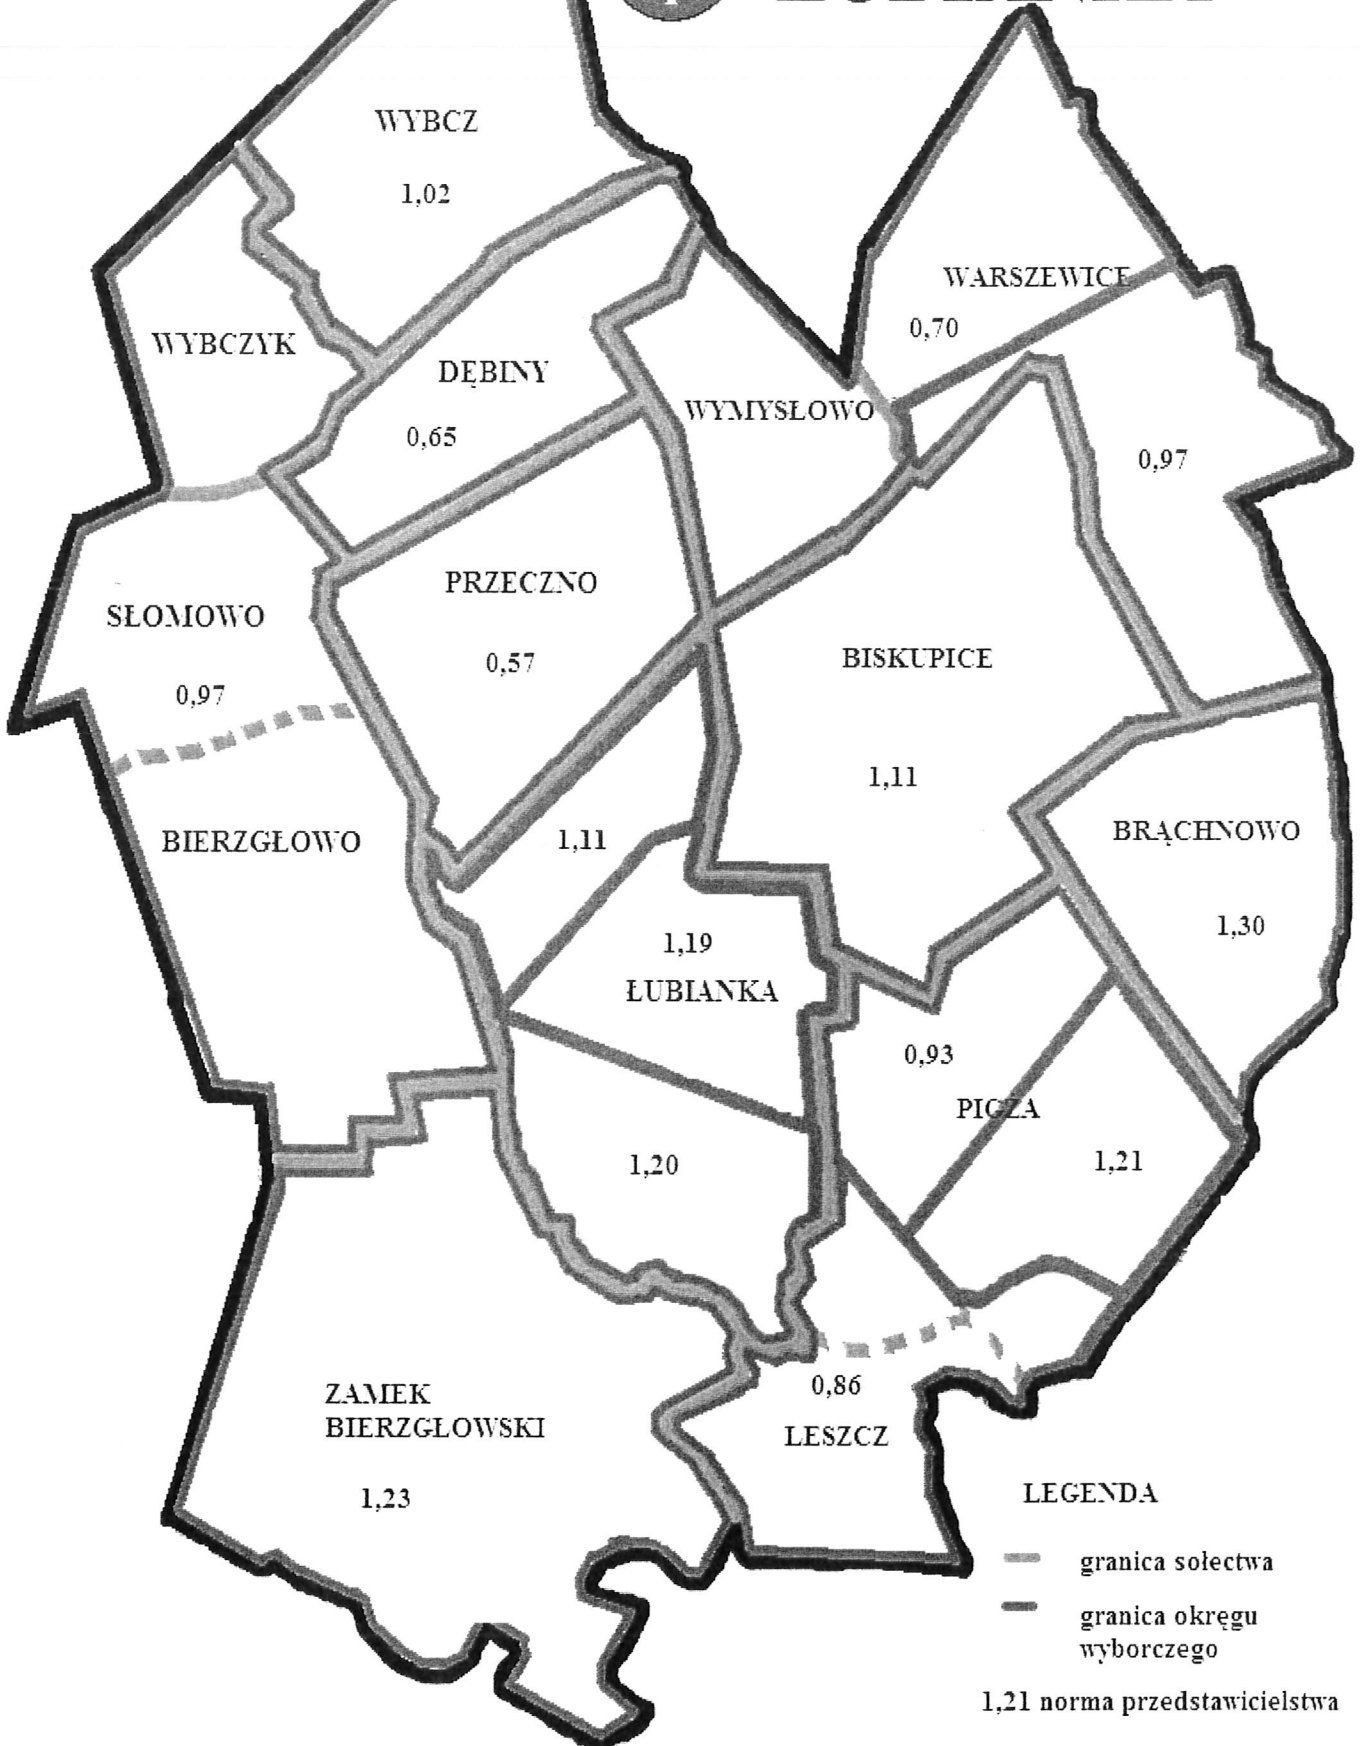 WYBCZ
1,02
WARSZEWICE
0,70
WYBCZYK
DĘBINY
0,65
WYMYSŁOWO
0,97
PRZECZNO
0,57
SŁOMOWO
0,97
BISKUPICE
1,11
BIERZGŁOWO
1,11
BRĄCHNOWO
1,30
1,19
ŁUBIANKA
0,93
PIGŻA
1,20
1,21
0,86
LESZCZ
ZAMEK
BIERZGŁOWSKI
1,23
LEGENDA
granica sołectwa
granica okręgu
wyborczego
1,21 norma przedstawicielstwa